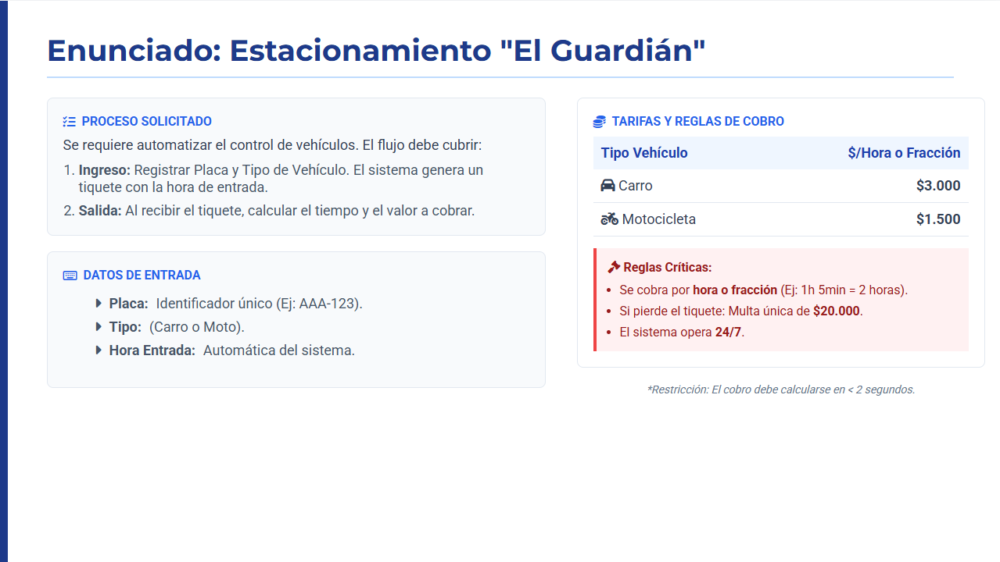 Enunciado: Estacionamiento "El Guardián"
PROCESO SOLICITADO
Se requiere automatizar el control de vehículos. El flujo debe cubrir:
1. Ingreso: Registrar Placa y Tipo de Vehículo. El sistema genera un
tiquete con la hora de entrada.
2. Salida: Al recibir el tiquete, calcular el tiempo y el valor a cobrar.
DATOS DE ENTRADA
Placa: Identificador único (Ej: AAA-123).
Tipo: (Carro o Moto).
Hora Entrada: Automática del sistema.
TARIFAS Y REGLAS DE COBRO
Tipo Vehículo $/Hora o Fracción
Carro $3.000
Motocicleta $1.500
Reglas Críticas:
• Se cobra por hora o fracción (Ej: 1h 5min = 2 horas).
• Si pierde el tiquete: Multa única de $20.000.
• El sistema opera 24/7.
*Restricción: El cobro debe calcularse en < 2 segundos.